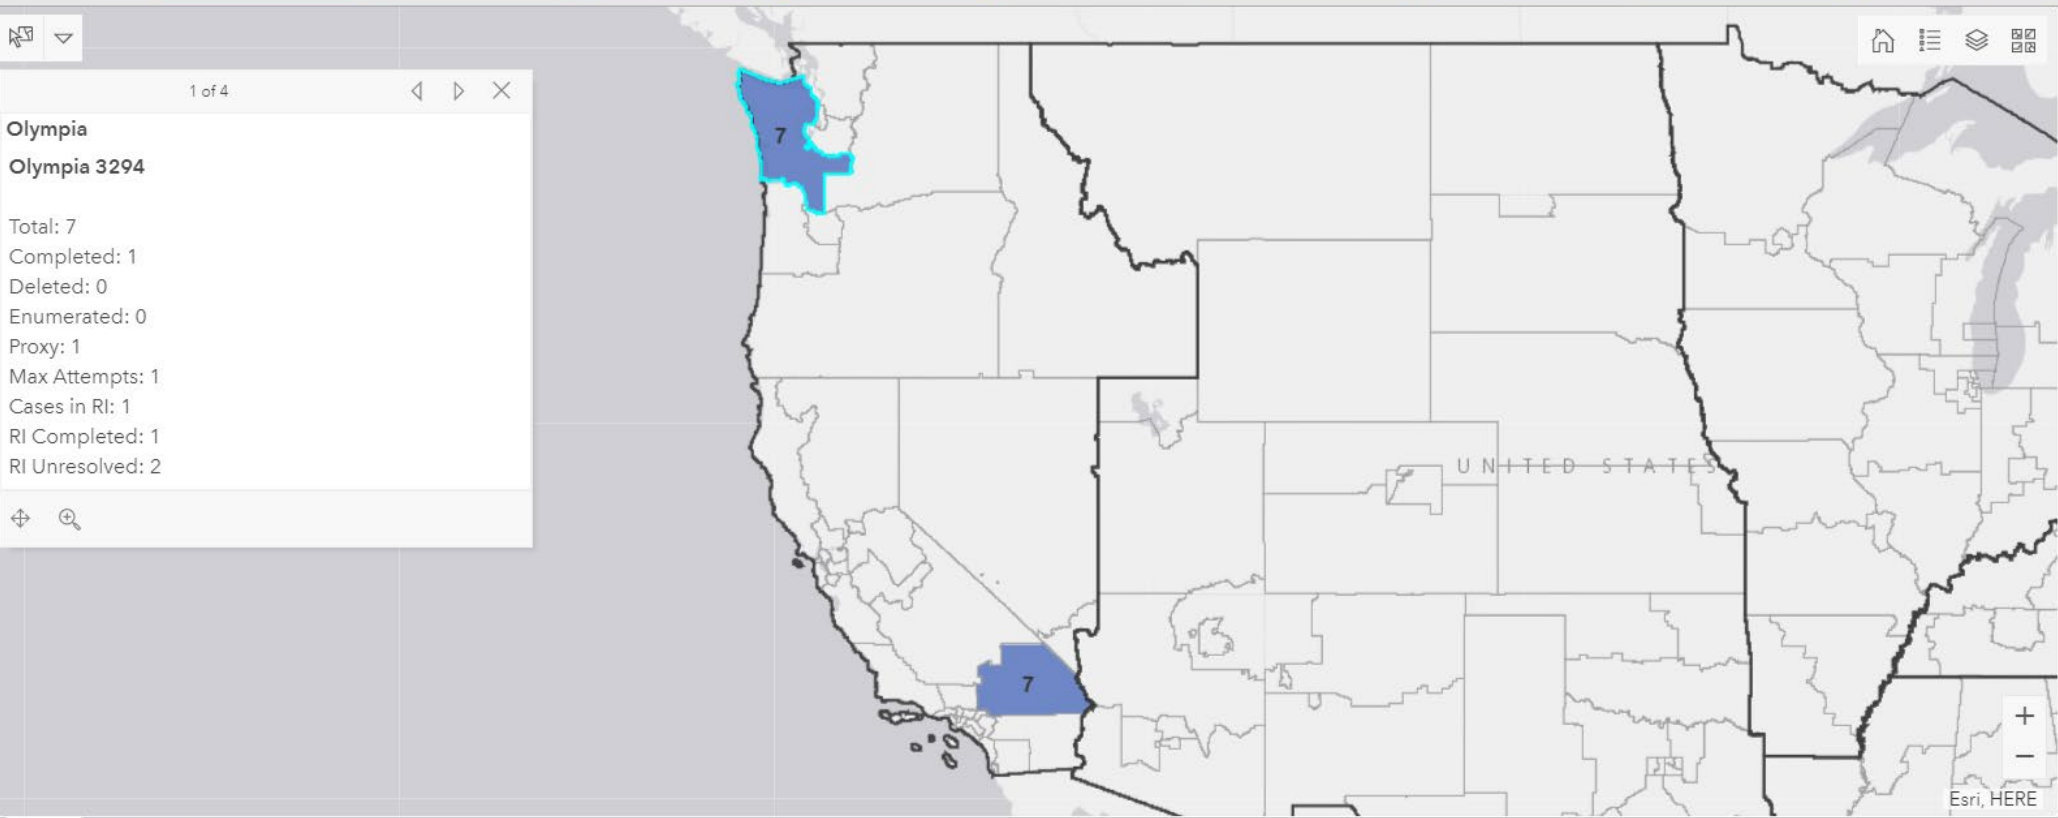 1 of 4
Olympia
Olympia 3294
Total: 7
Completed: 1
Deleted: 0
Enumerated: 0
Proxy: 1
Max Attempts: 1
Cases in RI: 1
RI Completed: 1
RI Unresolved: 2
7
UNITED STATES
7
+
−
Esri, HERE